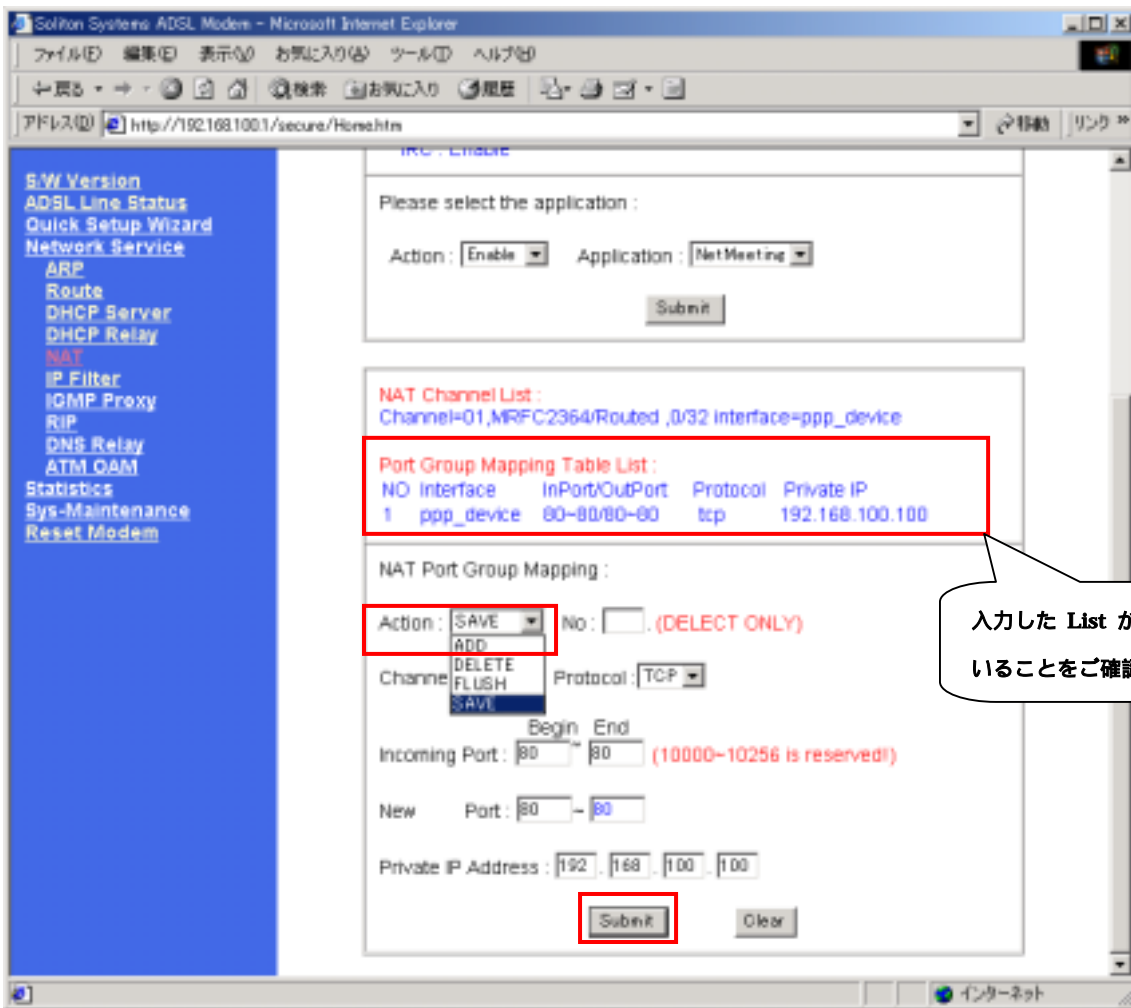 Soliton Systems ADSL Modem - Microsoft Internet Explorer
ファイル(F) 編集(E) 表示(V) お気に入り(A) ツール(T) ヘルプ(H)
戻る 検索 お気に入り 履歴
アドレス(D) http://192.168.100.1/secure/Home.htm 移動 リンク »
IRC : Enable
S/W Version
ADSL Line Status
Quick Setup Wizard
Network Service
ARP
Route
DHCP Server
DHCP Relay
NAT
IP Filter
IGMP Proxy
RIP
DNS Relay
ATM OAM
Statistics
Sys-Maintenance
Reset Modem
Please select the application :
Action : Enable Application : NetMeeting
Submit
NAT Channel List :
Channel=01,MRFC2364/Routed ,0/32 interface=ppp_device
Port Group Mapping Table List :
NO Interface InPort/OutPort Protocol Private IP
1 ppp_device 80~80/80~80 tcp 192.168.100.100
NAT Port Group Mapping :
Action : SAVE No : . (DELECT ONLY)
ADD
DELETE
FLUSH
SAVE
Channe Protocol : TCP
Begin End
Incoming Port : 80 ~ 80 (10000~10256 is reserved!)
New Port : 80 ~ 80
Private IP Address : 192 . 168 . 100 . 100
Submit Clear
入力した List が
いることをご確認
インターネット